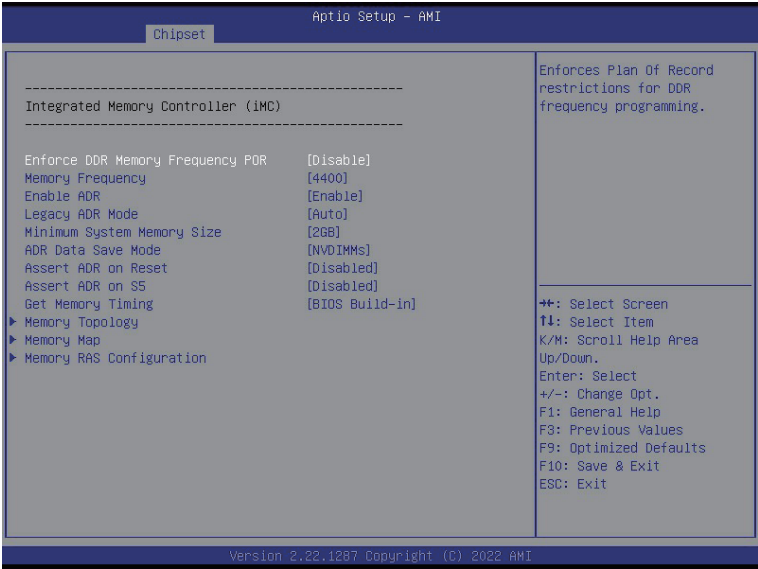 Aptio Setup - AMI
Chipset
Integrated Memory Controller (iMC)
Enforce DDR Memory Frequency POR [Disable]
Memory Frequency [4400]
Enable ADR [Enable]
Legacy ADR Mode [Auto]
Minimum System Memory Size [2GB]
ADR Data Save Mode [NVDIMMs]
Assert ADR on Reset [Disabled]
Assert ADR on S5 [Disabled]
Get Memory Timing [BIOS Build-in]
Memory Topology
Memory Map
Memory RAS Configuration
Enforces Plan Of Record
restrictions for DDR
frequency programming.
→←: Select Screen
↑↓: Select Item
K/M: Scroll Help Area
Up/Down.
Enter: Select
+/-: Change Opt.
F1: General Help
F3: Previous Values
F9: Optimized Defaults
F10: Save & Exit
ESC: Exit
Version 2.22.1287 Copyright (C) 2022 AMI